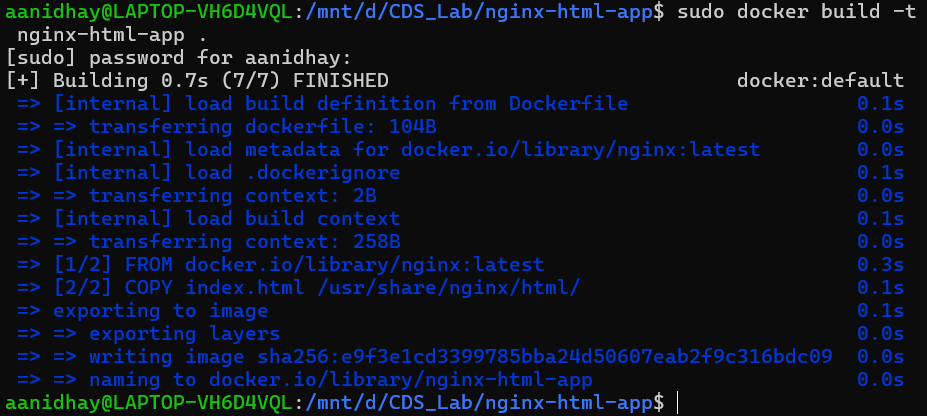 aanidhay@LAPTOP-VH6D4VQL:/mnt/d/CDS_Lab/nginx-html-app$ sudo docker build -t
nginx-html-app .
[sudo] password for aanidhay:
[+] Building 0.7s (7/7) FINISHED docker:default
=> [internal] load build definition from Dockerfile 0.1s
=> => transferring dockerfile: 104B 0.0s
=> [internal] load metadata for docker.io/library/nginx:latest 0.0s
=> [internal] load .dockerignore 0.1s
=> => transferring context: 2B 0.0s
=> [internal] load build context 0.1s
=> => transferring context: 258B 0.0s
=> [1/2] FROM docker.io/library/nginx:latest 0.3s
=> [2/2] COPY index.html /usr/share/nginx/html/ 0.1s
=> exporting to image 0.1s
=> => exporting layers 0.0s
=> => writing image sha256:e9f3e1cd3399785bba24d50607eab2f9c316bdc09 0.0s
=> => naming to docker.io/library/nginx-html-app 0.0s
aanidhay@LAPTOP-VH6D4VQL:/mnt/d/CDS_Lab/nginx-html-app$